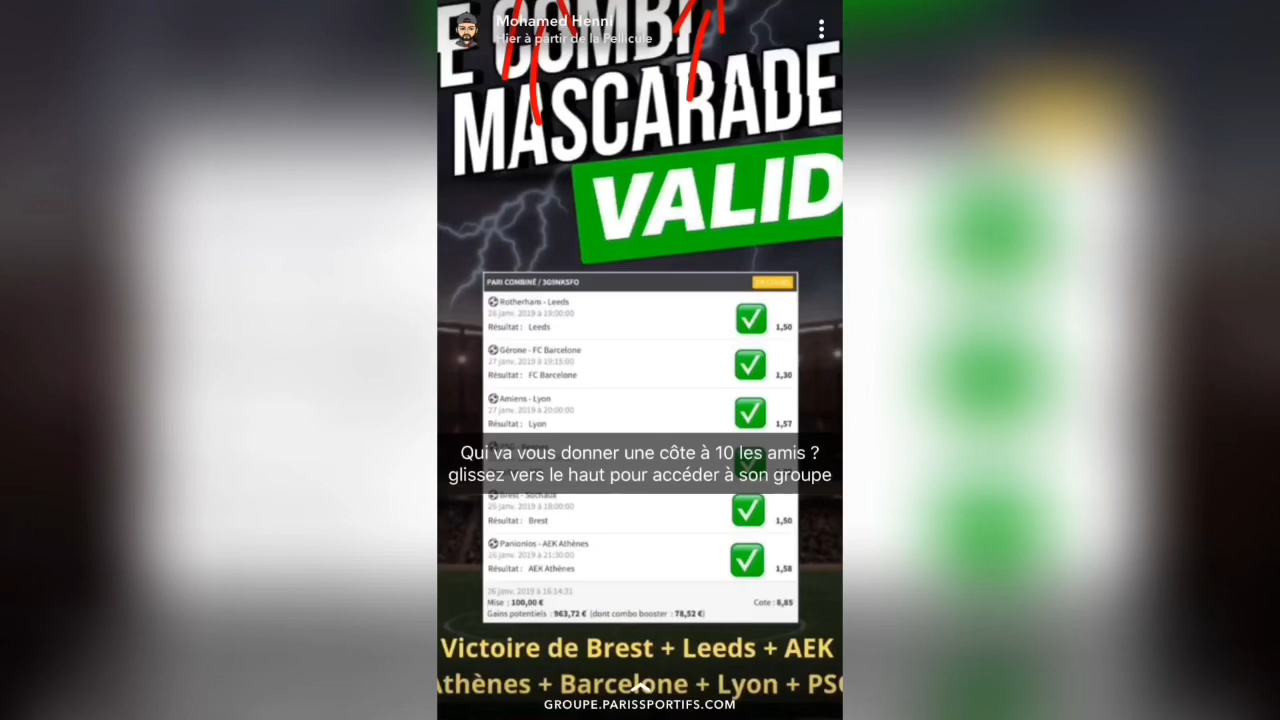 Mohamed Henni
Hier à partir de la Pellicule
E COMBI
MASCARADE
VALID
PARI COMBINÉ / 3G9NKSFO
Rotherham - Leeds
26 janv. 2019 à 19:00:00
Résultat : Leeds
1,50
Gérone - FC Barcelone
27 janv. 2019 à 19:15:00
Résultat : FC Barcelone
1,30
Amiens - Lyon
27 janv. 2019 à 20:00:00
Résultat : Lyon
1,57
Qui va vous donner une côte à 10 les amis ?
glissez vers le haut pour accéder à son groupe
Brest - Sochaux
26 janv. 2019 à 18:00:00
Résultat : Brest
1,50
Panionios - AEK Athènes
26 janv. 2019 à 21:30:00
Résultat : AEK Athènes
1,58
26 janv. 2019 à 16:14:31
Mise : 100,00 €
Cote : 8,85
Gains potentiels : 963,72 € (dont combo booster : 78,52 €)
Victoire de Brest + Leeds + AEK
Athènes + Barcelone + Lyon + PSG
GROUPE.PARISSPORTIFS.COM